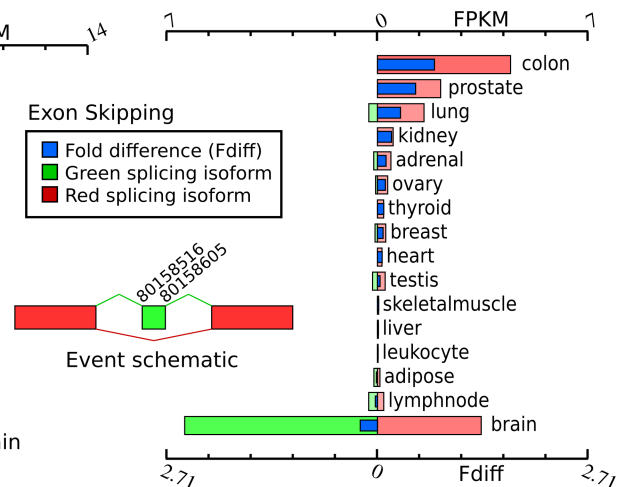 M
14
7
0
FPKM
7
colon
prostate
lung
kidney
adrenal
ovary
thyroid
breast
heart
testis
skeletalmuscle
liver
leukocyte
adipose
lymphnode
brain
Exon Skipping
Fold difference (Fdiff)
Green splicing isoform
Red splicing isoform
80158516
80158605
Event schematic
in
2.71
0
Fdiff
2.71